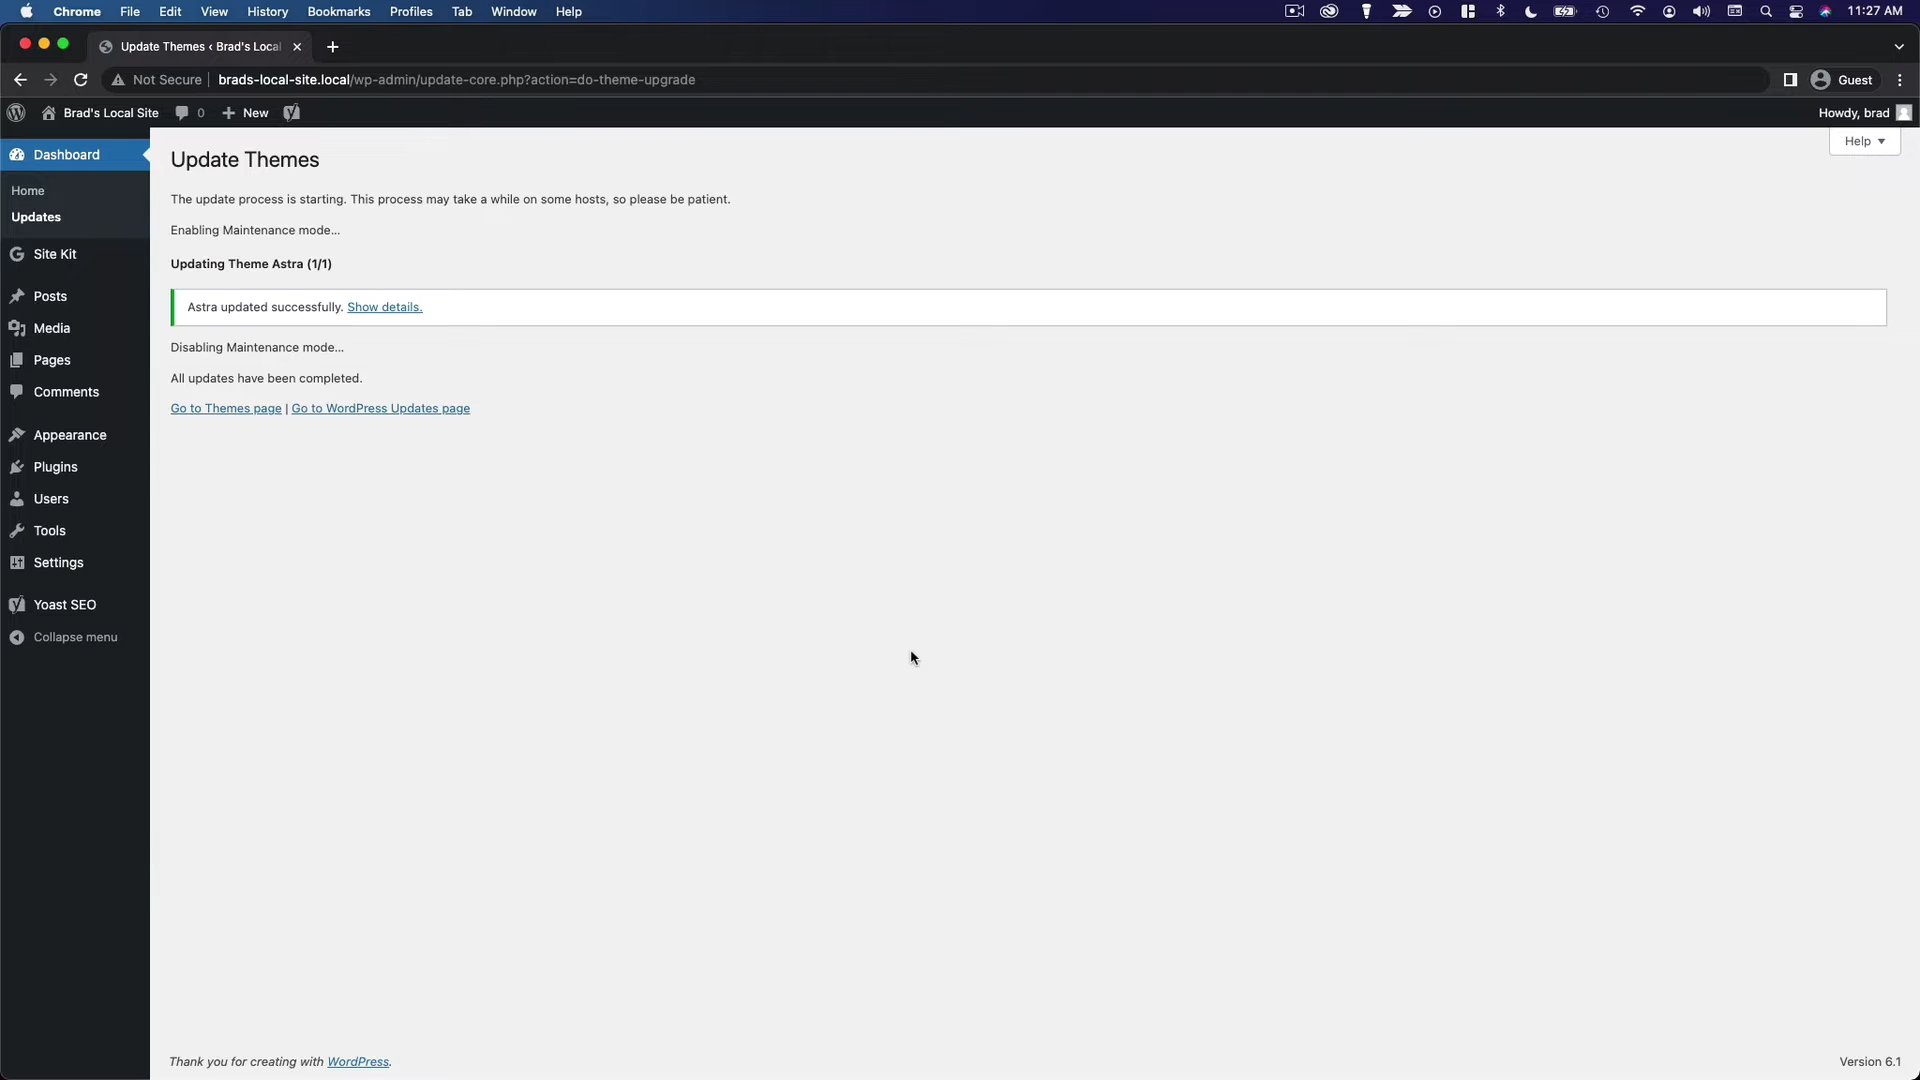 Chrome File Edit View History Bookmarks Profiles Tab Window Help 11:27 AM
Update Themes ‹ Brad's Local
Not Secure brads-local-site.local/wp-admin/update-core.php?action=do-theme-upgrade Guest
Brad's Local Site 0 New Howdy, brad
Help
Dashboard
Home
Updates
Site Kit
Posts
Media
Pages
Comments
Appearance
Plugins
Users
Tools
Settings
Yoast SEO
Collapse menu
Update Themes
The update process is starting. This process may take a while on some hosts, so please be patient.
Enabling Maintenance mode…
Updating Theme Astra (1/1)
Astra updated successfully. Show details.
Disabling Maintenance mode…
All updates have been completed.
Go to Themes page | Go to WordPress Updates page
Thank you for creating with WordPress. Version 6.1